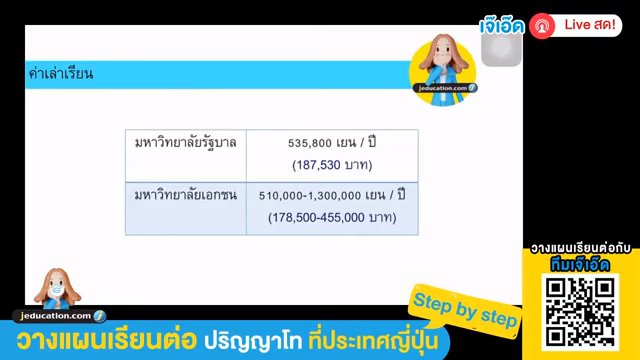 เจ๊เอ๊ด
Live สด!
ค่าเล่าเรียน
jeducation.com
มหาวิทยาลัยรัฐบาล
535,800 เยน / ปี
(187,530 บาท)
มหาวิทยาลัยเอกชน
510,000-1,300,000 เยน / ปี
(178,500-455,000 บาท)
วางแผนเรียนต่อกับ
ทีมเจ๊เอ๊ด
jeducation.com
Step by step
วางแผนเรียนต่อ ปริญญาโท ที่ประเทศญี่ปุ่น